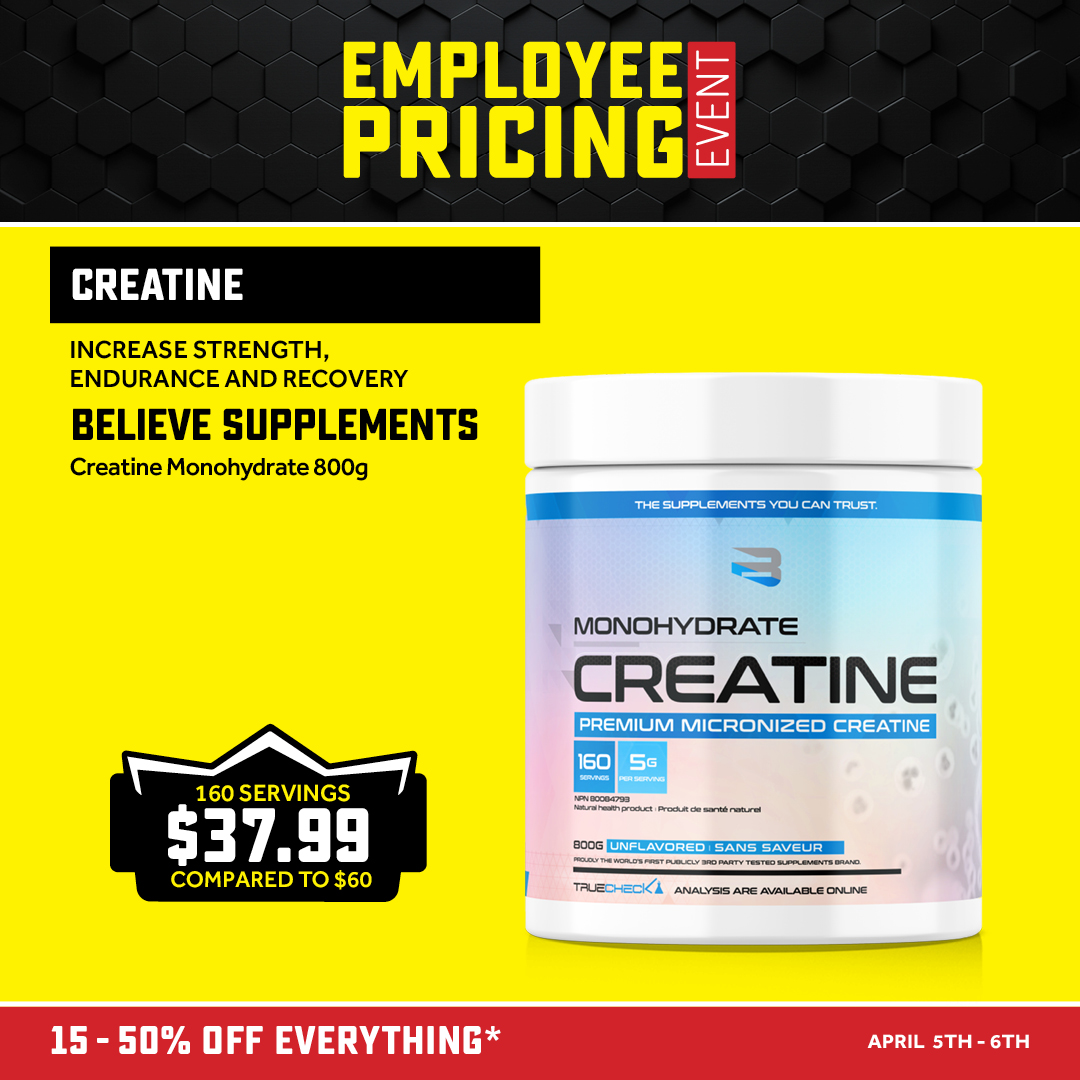 EMPLOYEE
PRICING
EVENT
CREATINE
INCREASE STRENGTH,
ENDURANCE AND RECOVERY
BELIEVE SUPPLEMENTS
Creatine Monohydrate 800g
THE SUPPLEMENTS YOU CAN TRUST.
MONOHYDRATE
CREATINE
PREMIUM MICRONIZED CREATINE
160 SERVINGS
5G PER SERVING
NPN 80084793
Natural health product | Produit de santé naturel
800G UNFLAVORED | SANS SAVEUR
PROUDLY THE WORLD'S FIRST PUBLICLY 3RD PARTY TESTED SUPPLEMENTS BRAND.
TRUECHECK ANALYSIS ARE AVAILABLE ONLINE
160 SERVINGS
$37.99
COMPARED TO $60
15 - 50% OFF EVERYTHING*
APRIL 5TH - 6TH